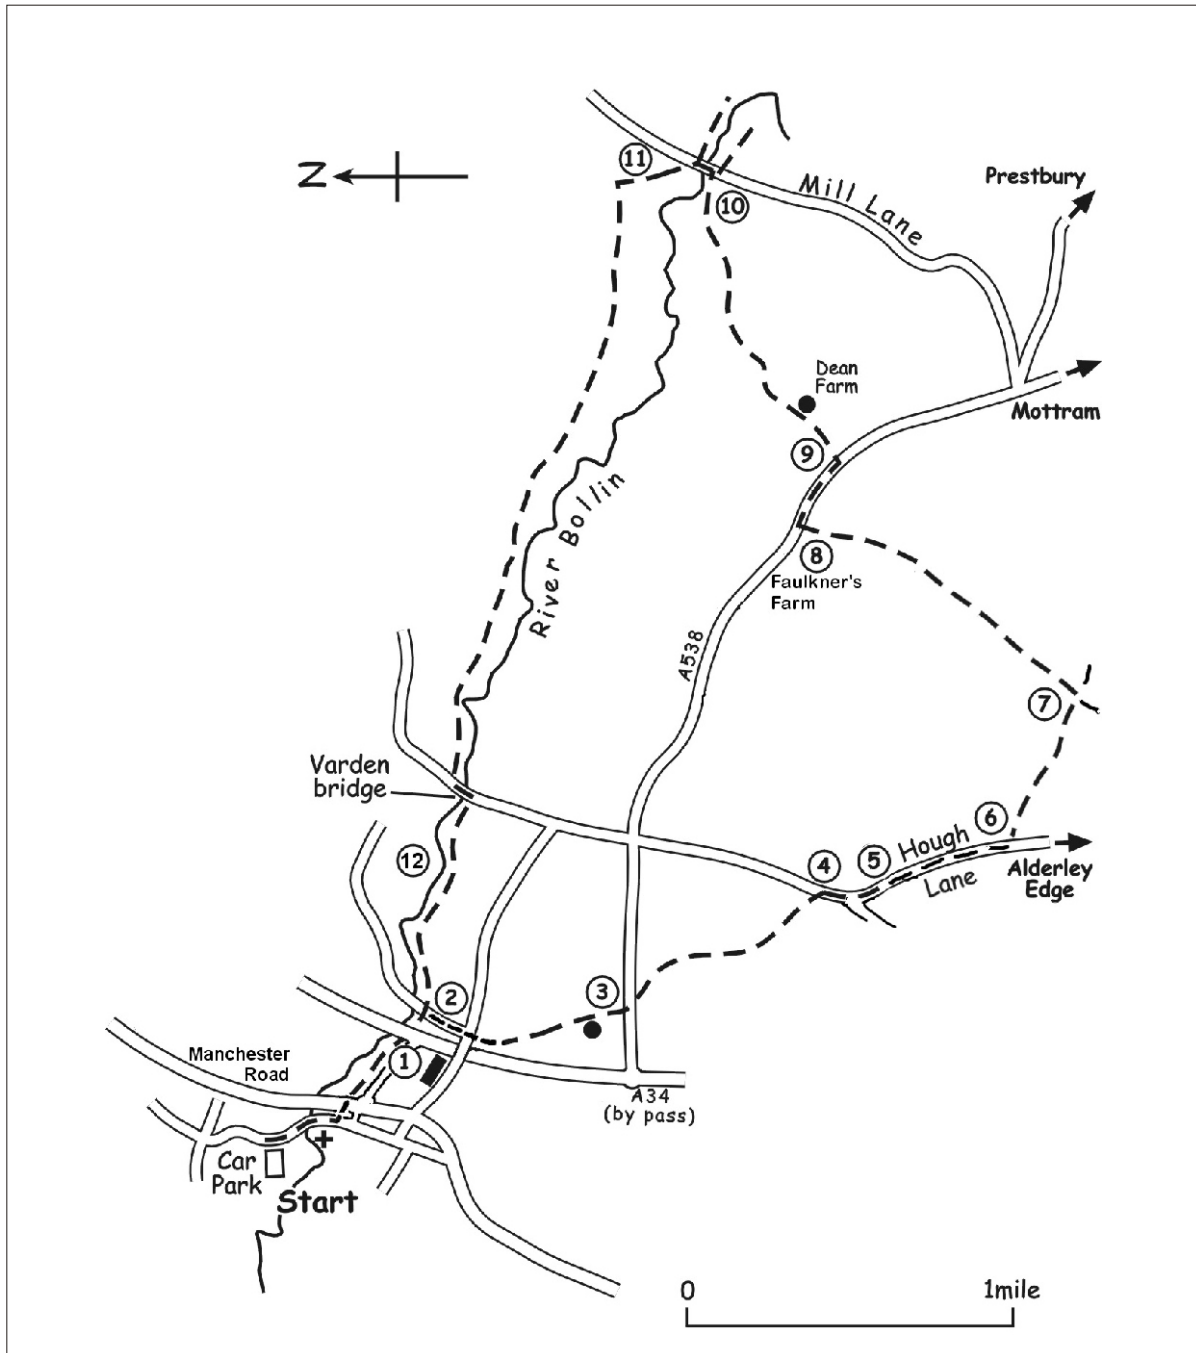 11
N
Prestbury
Mill Lane
10
Dean
Farm
Mottram
9
River Bollin
8
Faulkner's
Farm
A538
7
Varden
bridge
6
12
4
5
Hough
Lane
Alderley
Edge
2
3
1
Manchester
Road
A34
(by pass)
Car
Park
Start
0
1mile